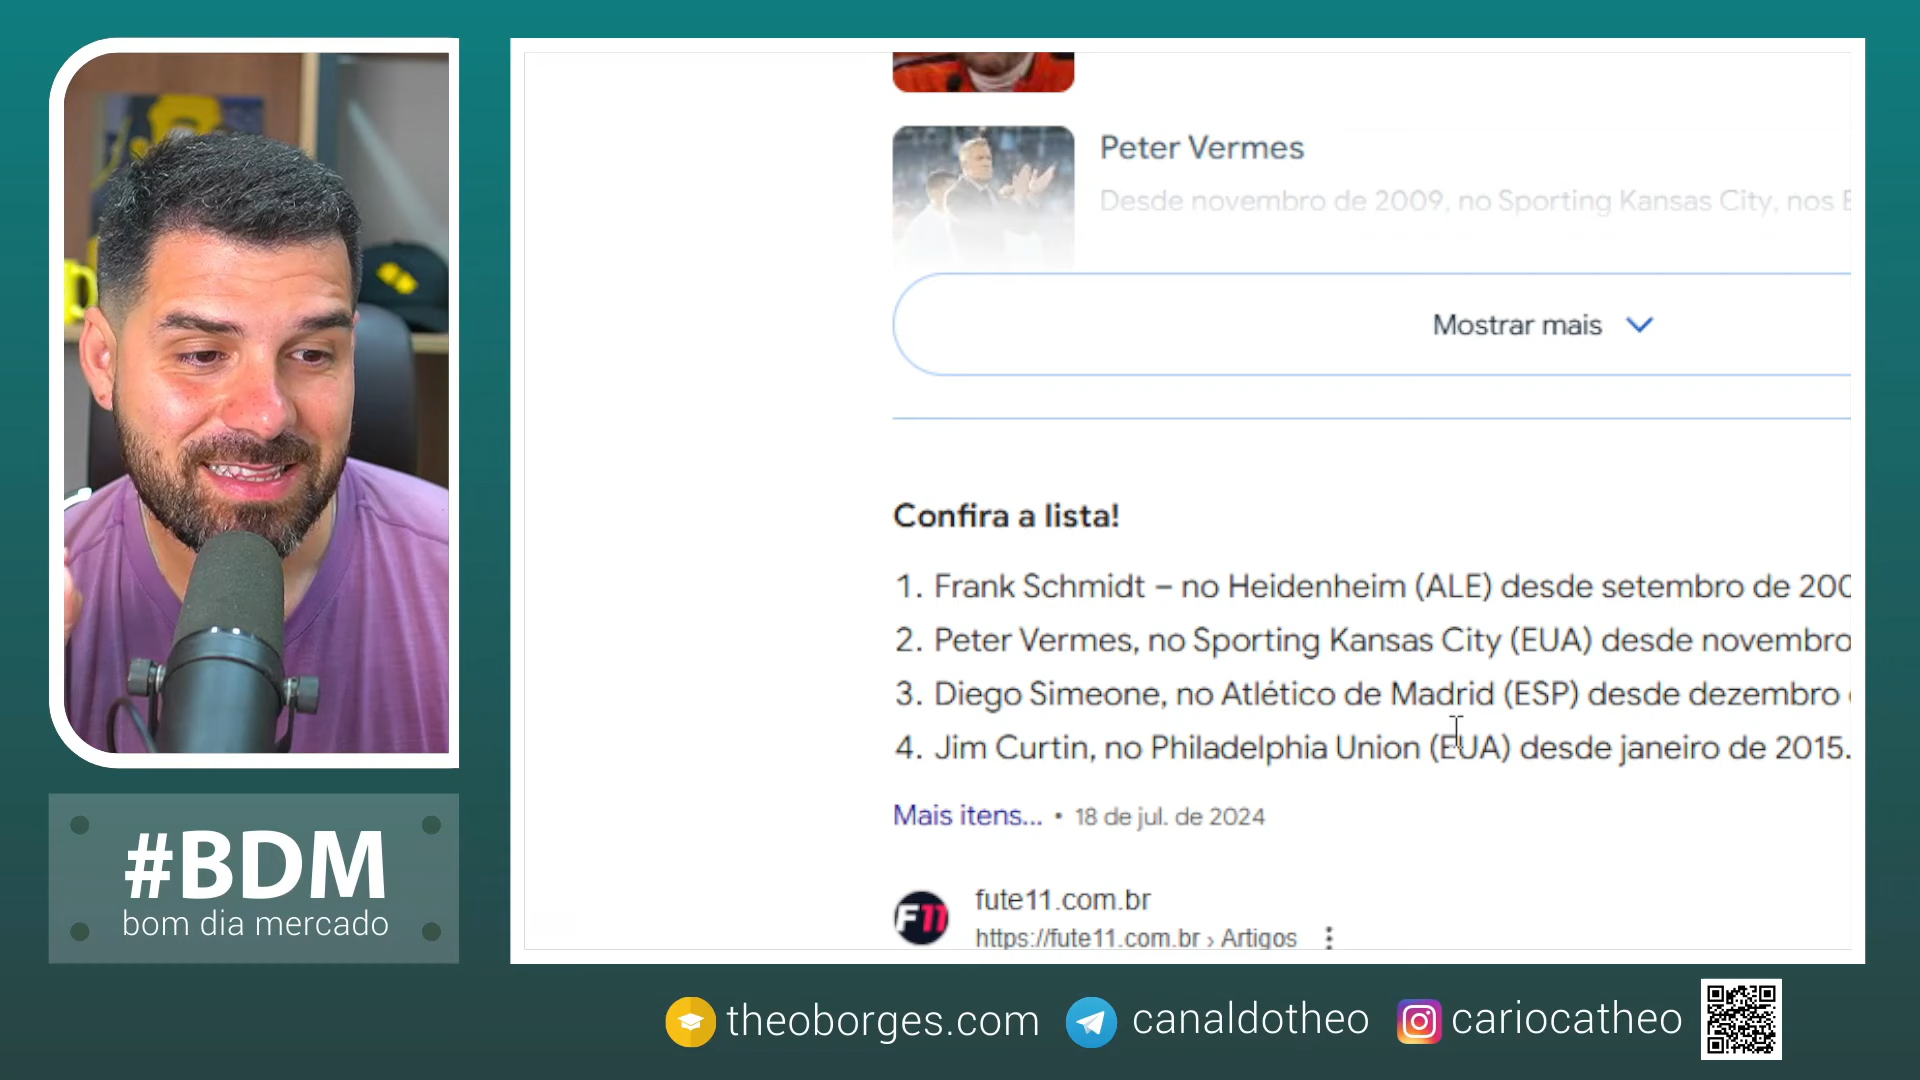 Peter Vermes
Desde novembro de 2009, no Sporting Kansas City, nos E
Mostrar mais
Confira a lista!
1. Frank Schmidt – no Heidenheim (ALE) desde setembro de 200
2. Peter Vermes, no Sporting Kansas City (EUA) desde novembro
3. Diego Simeone, no Atlético de Madrid (ESP) desde dezembro
4. Jim Curtin, no Philadelphia Union (EUA) desde janeiro de 2015.
Mais itens... • 18 de jul. de 2024
F11
fute11.com.br
https://fute11.com.br › Artigos
#BDM
bom dia mercado
theoborges.com
canaldotheo
cariocatheo